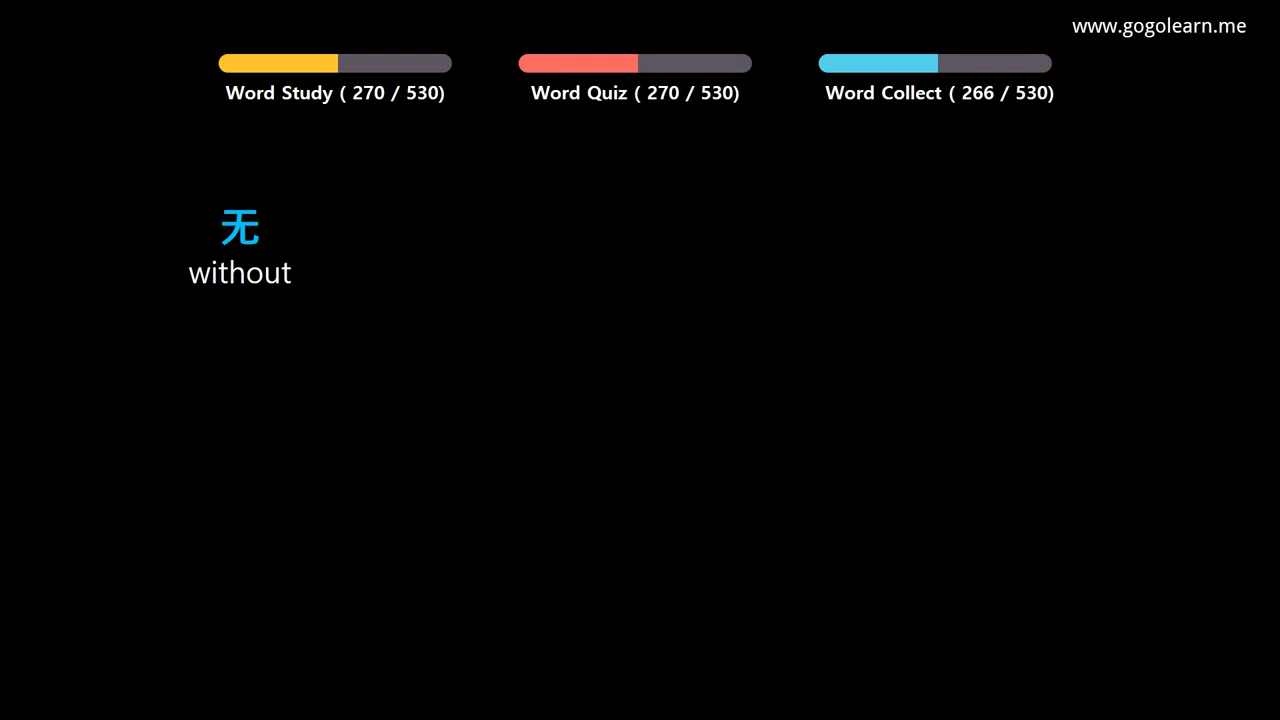 www.gogolearn.me
Word Study ( 270 / 530)
Word Quiz ( 270 / 530)
Word Collect ( 266 / 530)
无
without